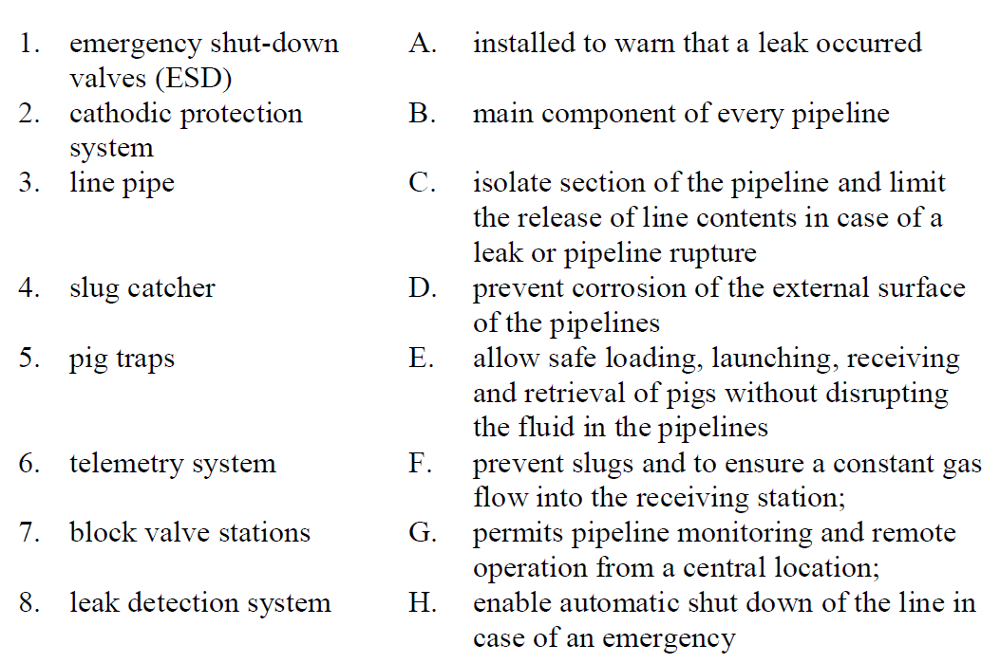 1. emergency shut-down A. installed to warn that a leak occurred
valves (ESD)
2. cathodic protection B. main component of every pipeline
system
3. line pipe C. isolate section of the pipeline and limit
the release of line contents in case of a
leak or pipeline rupture
4. slug catcher D. prevent corrosion of the external surface
of the pipelines
5. pig traps E. allow safe loading, launching, receiving
and retrieval of pigs without disrupting
the fluid in the pipelines
6. telemetry system F. prevent slugs and to ensure a constant gas
flow into the receiving station;
7. block valve stations G. permits pipeline monitoring and remote
operation from a central location;
8. leak detection system H. enable automatic shut down of the line in
case of an emergency